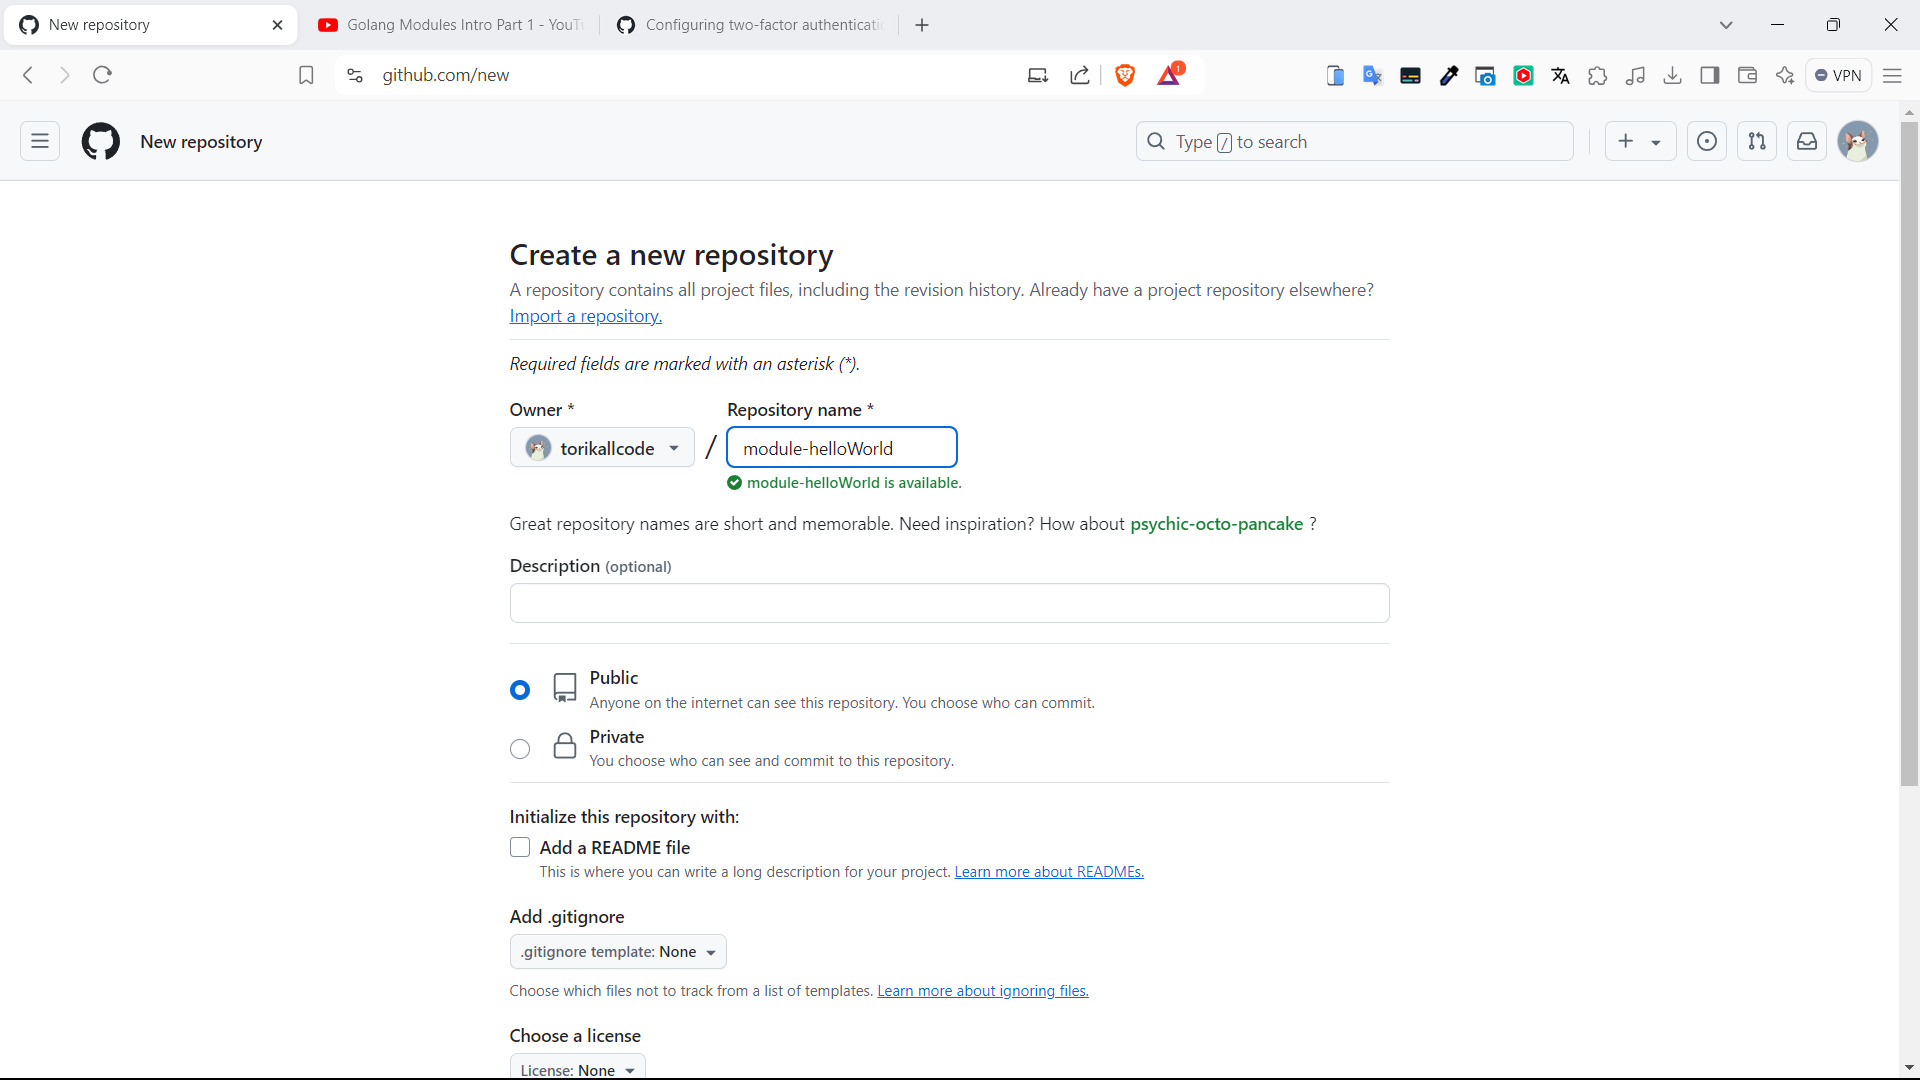 New repository
Golang Modules Intro Part 1 - YouTu
Configuring two-factor authenticatio
github.com/new
1
VPN
New repository
Type / to search
Create a new repository
A repository contains all project files, including the revision history. Already have a project repository elsewhere?
Import a repository.
Required fields are marked with an asterisk (*).
Owner *
Repository name *
torikallcode
/
module-helloWorld
module-helloWorld is available.
Great repository names are short and memorable. Need inspiration? How about psychic-octo-pancake ?
Description (optional)
Public
Anyone on the internet can see this repository. You choose who can commit.
Private
You choose who can see and commit to this repository.
Initialize this repository with:
Add a README file
This is where you can write a long description for your project. Learn more about READMEs.
Add .gitignore
.gitignore template: None
Choose which files not to track from a list of templates. Learn more about ignoring files.
Choose a license
License: None